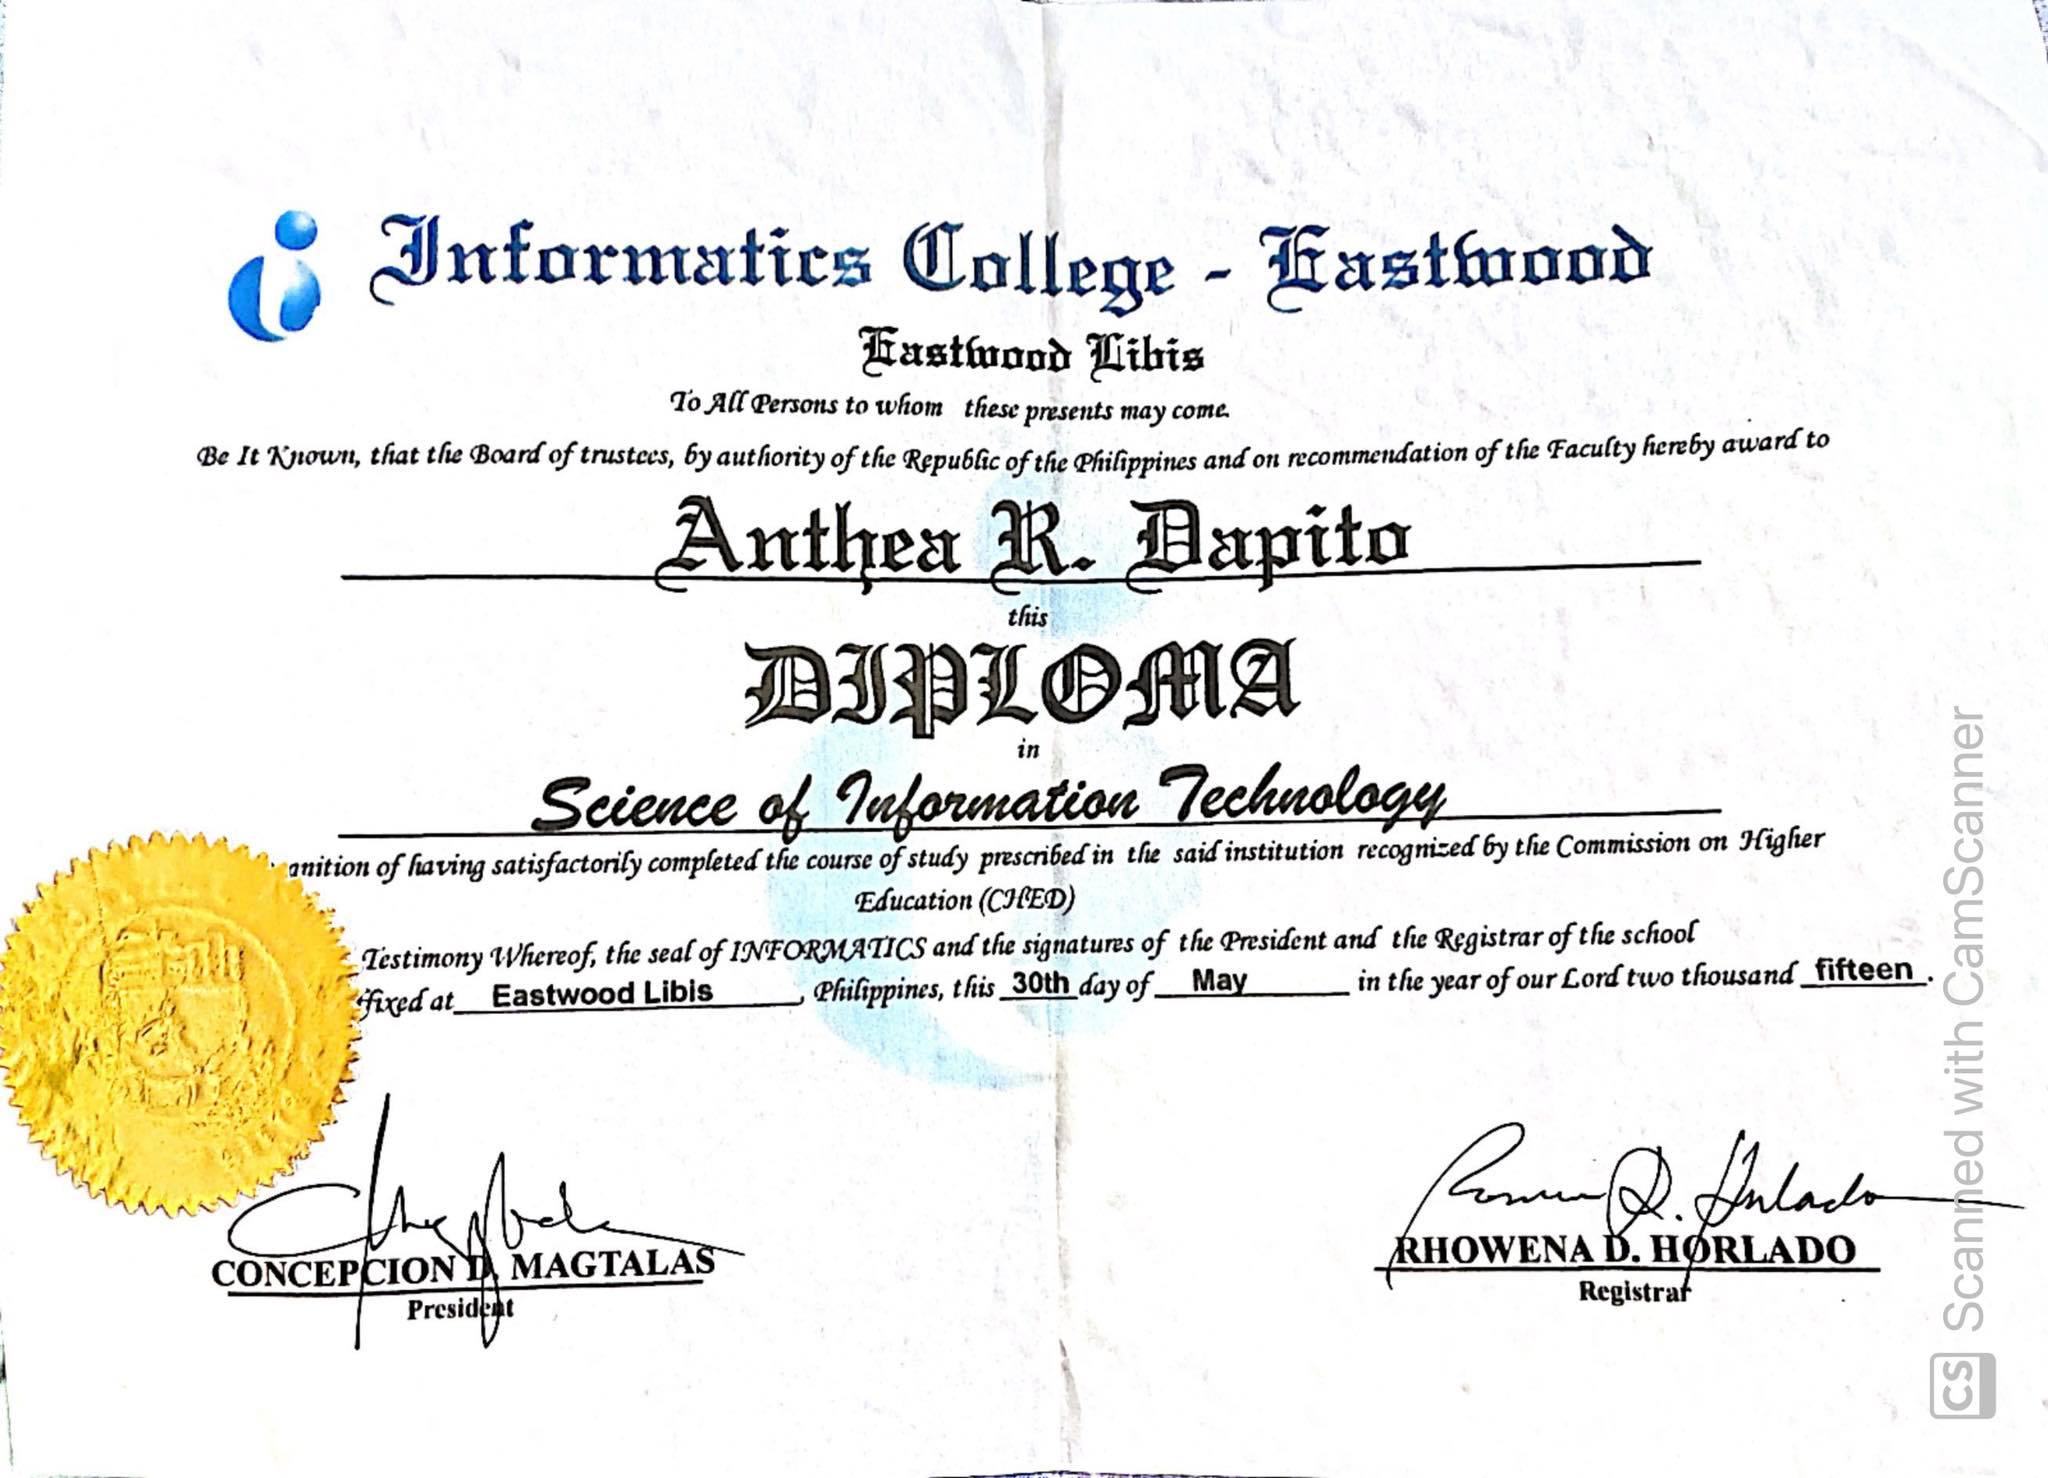 Informatics College - Eastwood
Eastwood Libis
To All Persons to whom these presents may come.
Be It Known, that the Board of trustees, by authority of the Republic of the Philippines and on recommendation of the Faculty hereby award to
Anthea R. Dapito
this
DIPLOMA
in
Science of Information Technology
gnition of having satisfactorily completed the course of study prescribed in the said institution recognized by the Commission on Higher
Education (CHED)
Testimony Whereof, the seal of INFORMATICS and the signatures of the President and the Registrar of the school
ffixed at Eastwood Libis, Philippines, this 30th day of May in the year of our Lord two thousand fifteen.
CONCEPCION D. MAGTALAS
President
RHOWENA D. HORLADO
Registrar
CS Scanned with CamScanner